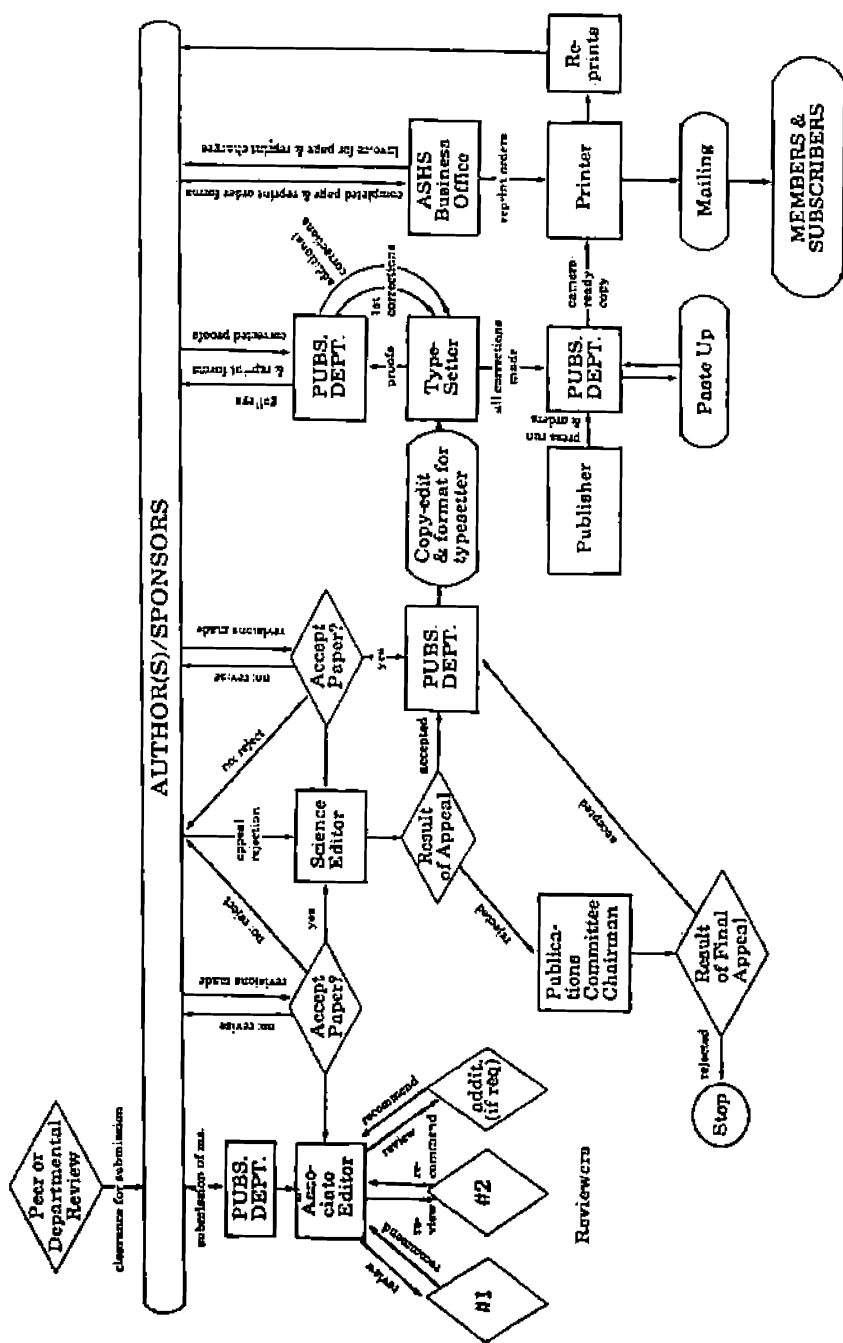 Peer or
Departmental
Review
clearance for submission
AUTHOR(S)/SPONSORS
submission of ms.
PUBS.
DEPT.
Asso-
ciate
Editor
review
recommend
#1
re-
view
re-
commend
#2
review
recommend
addit.
(if req)
Reviewers
no: revise
revisions made
Accept
Paper?
no: reject
yes
appeal
rejection
Science
Editor
no: reject
no: revise
revisions made
Accept
Paper?
yes
Result
of Appeal
accepted
rejected
Publica-
tions
Committee
Chairman
Result
of Final
Appeal
rejected
Stop
accepted
PUBS.
DEPT.
Copy-edit
& format for
typesetter
galleys
& reprint forms
corrected proofs
PUBS.
DEPT.
additional
corrections
1st
corrections
proofs
Type-
Setter
all corrections
made
Publisher
press run
& orders
PUBS.
DEPT.
Paste Up
camera-
ready
copy
completed page & reprint order forms
Invoice for page & reprint charges
ASHS
Business
Office
reprint orders
Printer
Re-
prints
Mailing
MEMBERS &
SUBSCRIBERS